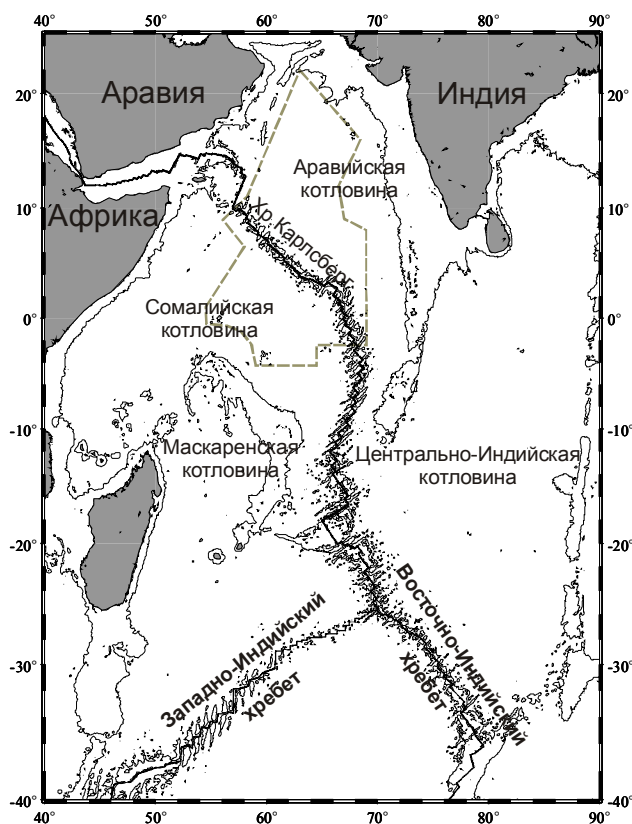 40° 50° 60° 70° 80° 90°
20°
10°
0°
-10°
-20°
-30°
-40°
Аравия
Индия
Аравийская
котловина
Африка
Хр.Карлсберг
Сомалийская
котловина
Маскаренская
котловина
Центрально-Индийская
котловина
Западно-Индийский
хребет
Восточно-Индийский
хребет
20°
10°
0°
-10°
-20°
-30°
-40°
40° 50° 60° 70° 80° 90°